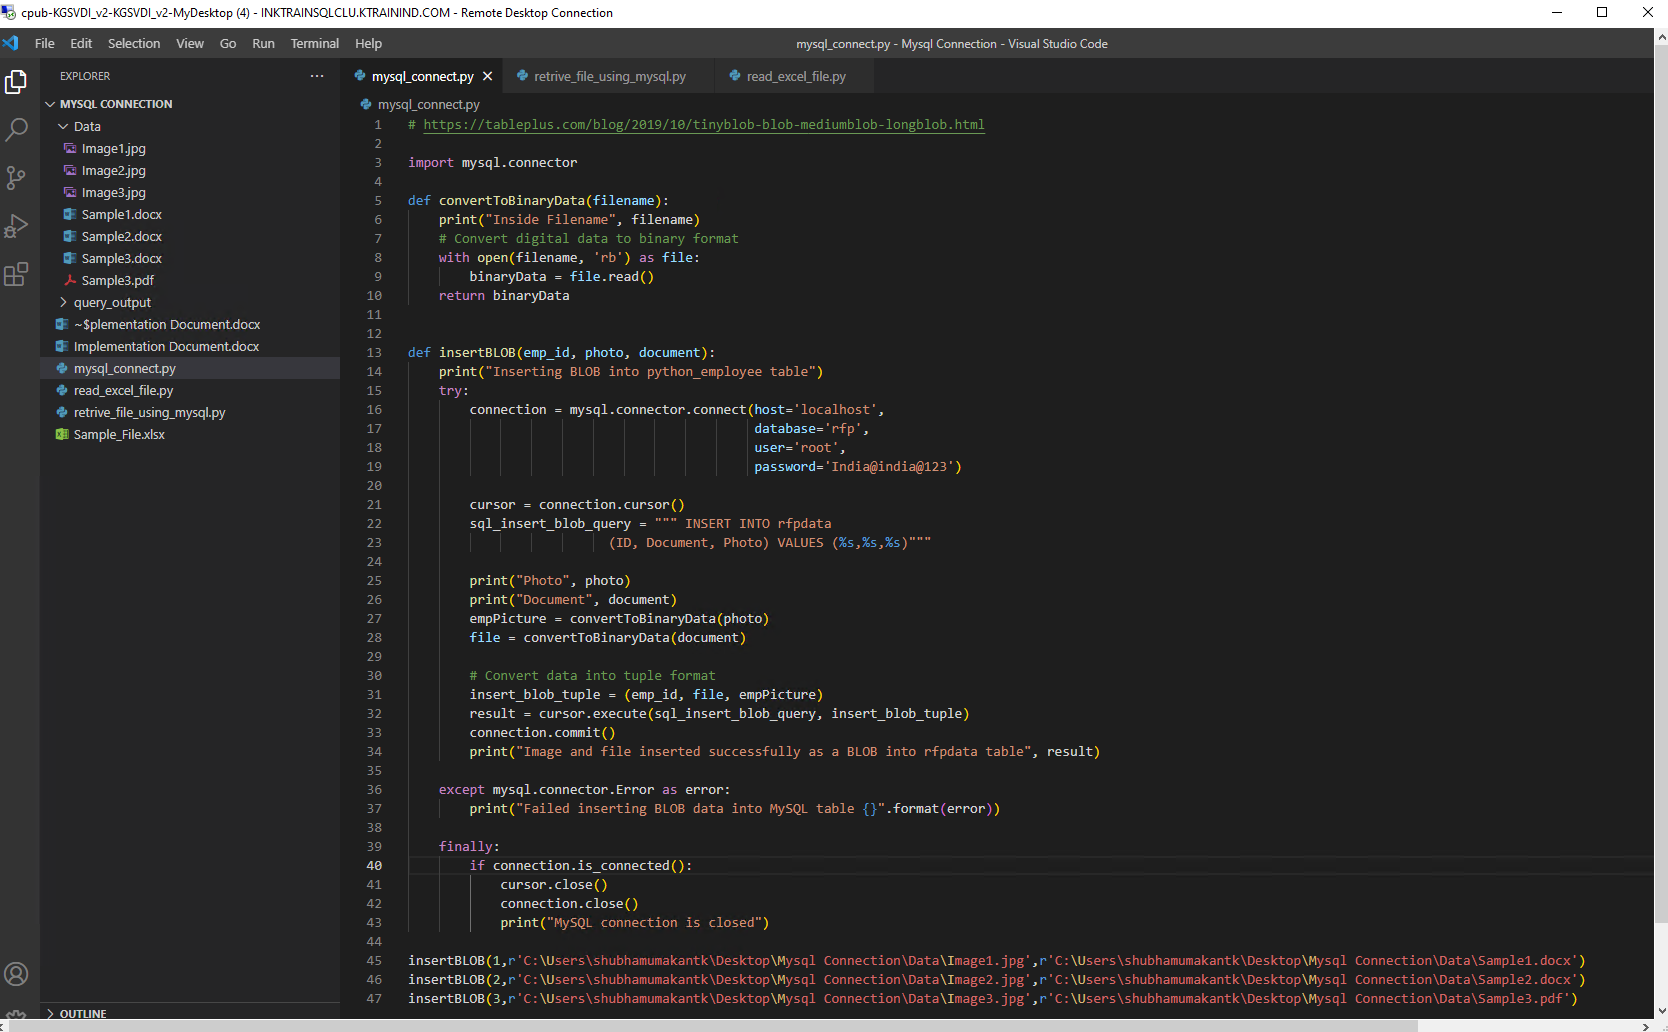 cpub-KGSVDI_v2-KGSVDI_v2-MyDesktop (4) - INKTRAINSQLCLU.KTRAININD.COM - Remote Desktop Connection
File Edit Selection View Go Run Terminal Help
mysql_connect.py - Mysql Connection - Visual Studio Code
EXPLORER
MYSQL CONNECTION
Data
Image1.jpg
Image2.jpg
Image3.jpg
Sample1.docx
Sample2.docx
Sample3.docx
Sample3.pdf
query_output
~$plementation Document.docx
Implementation Document.docx
mysql_connect.py
read_excel_file.py
retrive_file_using_mysql.py
Sample_File.xlsx
OUTLINE
mysql_connect.py retrive_file_using_mysql.py read_excel_file.py
mysql_connect.py
1 # https://tableplus.com/blog/2019/10/tinyblob-blob-mediumblob-longblob.html
2
3 import mysql.connector
4
5 def convertToBinaryData(filename):
6 print("Inside Filename", filename)
7 # Convert digital data to binary format
8 with open(filename, 'rb') as file:
9 binaryData = file.read()
10 return binaryData
11
12
13 def insertBLOB(emp_id, photo, document):
14 print("Inserting BLOB into python_employee table")
15 try:
16 connection = mysql.connector.connect(host='localhost',
17 database='rfp',
18 user='root',
19 password='India@india@123')
20
21 cursor = connection.cursor()
22 sql_insert_blob_query = """ INSERT INTO rfpdata
23 (ID, Document, Photo) VALUES (%s,%s,%s)"""
24
25 print("Photo", photo)
26 print("Document", document)
27 empPicture = convertToBinaryData(photo)
28 file = convertToBinaryData(document)
29
30 # Convert data into tuple format
31 insert_blob_tuple = (emp_id, file, empPicture)
32 result = cursor.execute(sql_insert_blob_query, insert_blob_tuple)
33 connection.commit()
34 print("Image and file inserted successfully as a BLOB into rfpdata table", result)
35
36 except mysql.connector.Error as error:
37 print("Failed inserting BLOB data into MySQL table {}".format(error))
38
39 finally:
40 if connection.is_connected():
41 cursor.close()
42 connection.close()
43 print("MySQL connection is closed")
44
45 insertBLOB(1,r'C:\Users\shubhamumakantk\Desktop\Mysql Connection\Data\Image1.jpg',r'C:\Users\shubhamumakantk\Desktop\Mysql Connection\Data\Sample1.docx')
46 insertBLOB(2,r'C:\Users\shubhamumakantk\Desktop\Mysql Connection\Data\Image2.jpg',r'C:\Users\shubhamumakantk\Desktop\Mysql Connection\Data\Sample2.docx')
47 insertBLOB(3,r'C:\Users\shubhamumakantk\Desktop\Mysql Connection\Data\Image3.jpg',r'C:\Users\shubhamumakantk\Desktop\Mysql Connection\Data\Sample3.pdf')